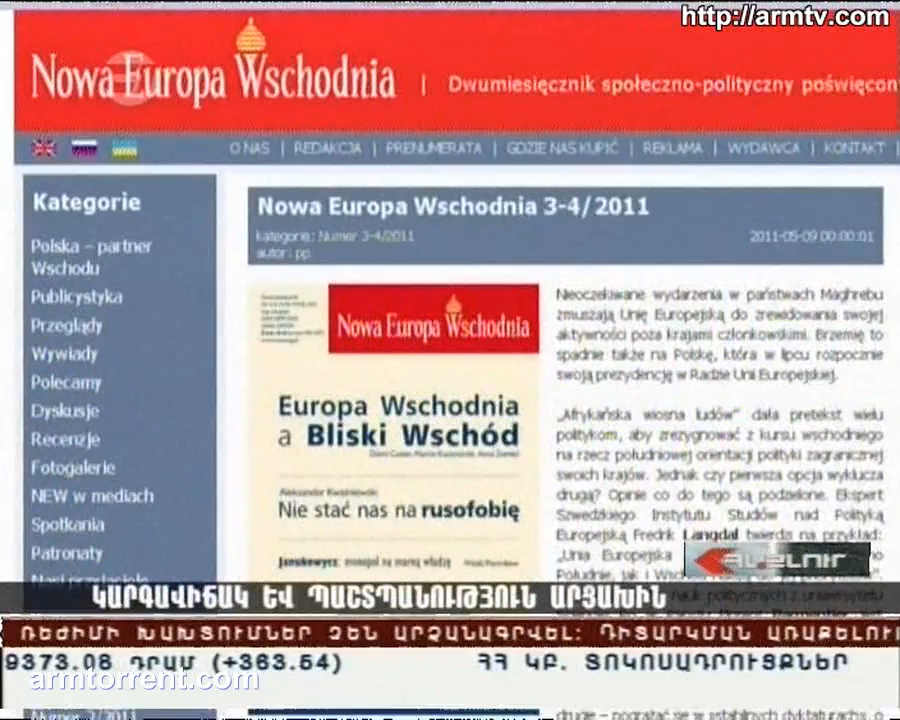 http://armtv.com
Nowa Europa Wschodnia | Dwumiesięcznik społeczno-polityczny poświęcon
O NAS | REDAKCJA | PRENUMERATA | GDZIE NAS KUPIĆ | REKLAMA | WYDAWCA | KONTAKT |
Kategorie
Polska – partner
Wschodu
Publicystyka
Przeglądy
Wywiady
Polecamy
Dyskusje
Recenzje
Fotogalerie
NEW w mediach
Spotkania
Patronaty
Nowa Europa Wschodnia 3-4/2011
kategorie: Numer 3-4/2011
2011-05-09 00:00:01
autor: pp
Nowa Europa Wschodnia
Europa Wschodnia
a Bliski Wschód
Aleksander Kwaśniewski
Nie stać nas na rusofobię
Janukowycz: monopol na marną władzę
Nieoczekiwane wydarzenia w państwach Maghrebu
zmuszają Unię Europejską do zrewidowania swojej
aktywności poza krajami członkowskimi. Brzemię to
spadnie także na Polskę, która w lipcu rozpocznie
swoją prezydencję w Radzie Unii Europejskiej.
„Afrykańska wiosna ludów” dała pretekst wielu
politykom, aby zrezygnować z kursu wschodniego
na rzecz południowej orientacji polityki zagranicznej
swoich krajów. Jednak czy pierwsza opcja wyklucza
drugą? Opinie co do tego są podzielone. Ekspert
Szwedzkiego Instytutu Studiów nad Polityką
Europejską Fredrik Langdal twierdzi na przykład:
„Unia Europejska
Południe, jak i
ԱՅԼԸՆՏՐ
ԿԱՐԳԱՎԻՃԱԿ ԵՎ ՊԱՇՏՊԱՆՈՒԹՅՈՒՆ ԱՐՑԱԽԻՆ
ՌԵԺԻՄԻ ԽԱԽՏՈՒՄՆԵՐ ՉԵՆ ԱՐՁԱՆԱԳՐՎԵԼ: ԴԻՏԱՐԿՄԱՆ ԱՌԱՔԵԼՈՒ
9373.08 ԴՐԱՄ (+363.54) ՀՀ ԿԲ. ՏՈԿՈՍԱԴՐՈՒՅՔՆԵՐ
armtorrent.com